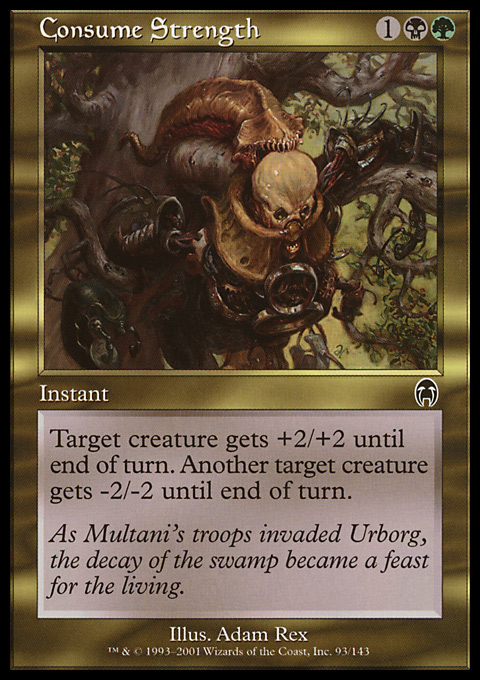 Consume Strength 1
Instant
Target creature gets +2/+2 until
end of turn. Another target creature
gets -2/-2 until end of turn.
As Multani's troops invaded Urborg,
the decay of the swamp became a feast
for the living.
Illus. Adam Rex
™ & © 1993–2001 Wizards of the Coast, Inc. 93/143